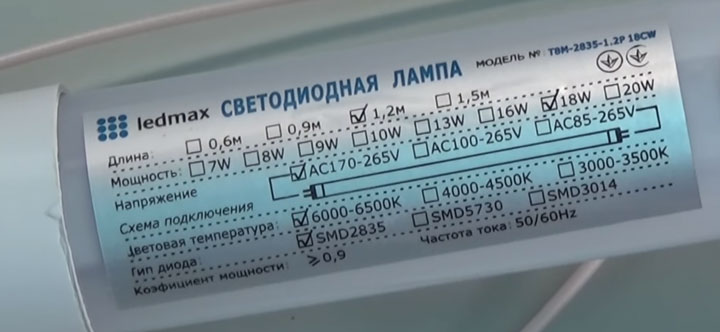 ledmax СВЕТОДИОДНАЯ ЛАМПА МОДЕЛЬ №: T8M-2835-1.2P 18CW
Длина: ☐ 0,6м ☐ 0,9м ☑ 1,2м ☐ 1,5м
Мощность: ☐ 7W ☐ 8W ☐ 9W ☐ 10W ☐ 13W ☐ 16W ☑ 18W ☐ 20W
Напряжение ☑ AC170-265V ☐ AC100-265V ☐ AC85-265V
Схема подключения
Цветовая температура: ☑ 6000-6500K ☐ 4000-4500K ☐ 3000-3500K
Тип диода: ☑ SMD2835 ☐ SMD5730 ☐ SMD3014
Коэфициент мощности: ⩾0,9 Частота тока: 50/60Hz